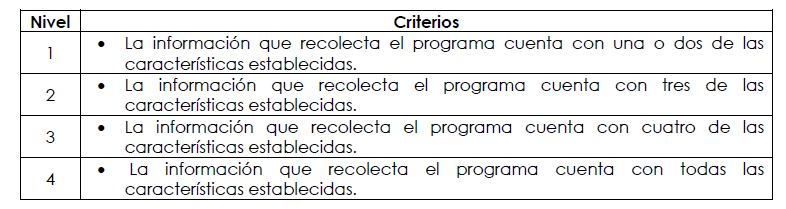 Nivel Criterios
1 • La información que recolecta el programa cuenta con una o dos de las
características establecidas.
2 • La información que recolecta el programa cuenta con tres de las
características establecidas.
3 • La información que recolecta el programa cuenta con cuatro de las
características establecidas.
4 • La información que recolecta el programa cuenta con todas las
características establecidas.